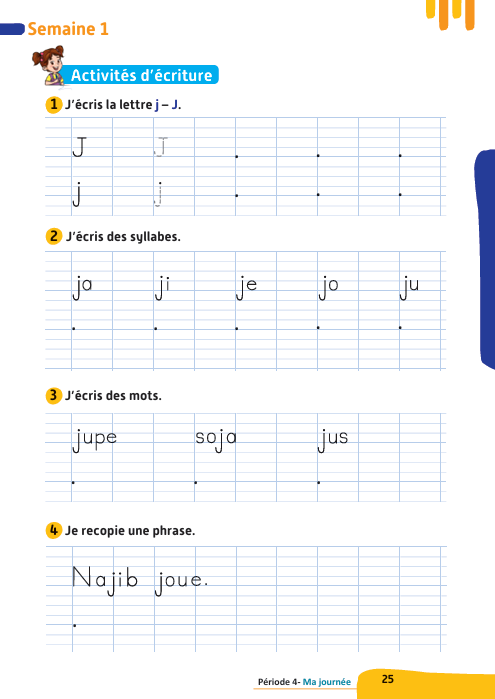 Semaine 1
Activités d'écriture
1 J'écris la lettre j – J.
J J . . .
j j . . .
2 J'écris des syllabes.
ja ji je jo ju
. . . . .
3 J'écris des mots.
jupe soja jus
. . .
4 Je recopie une phrase.
Najib joue.
.
Période 4- Ma journée 25